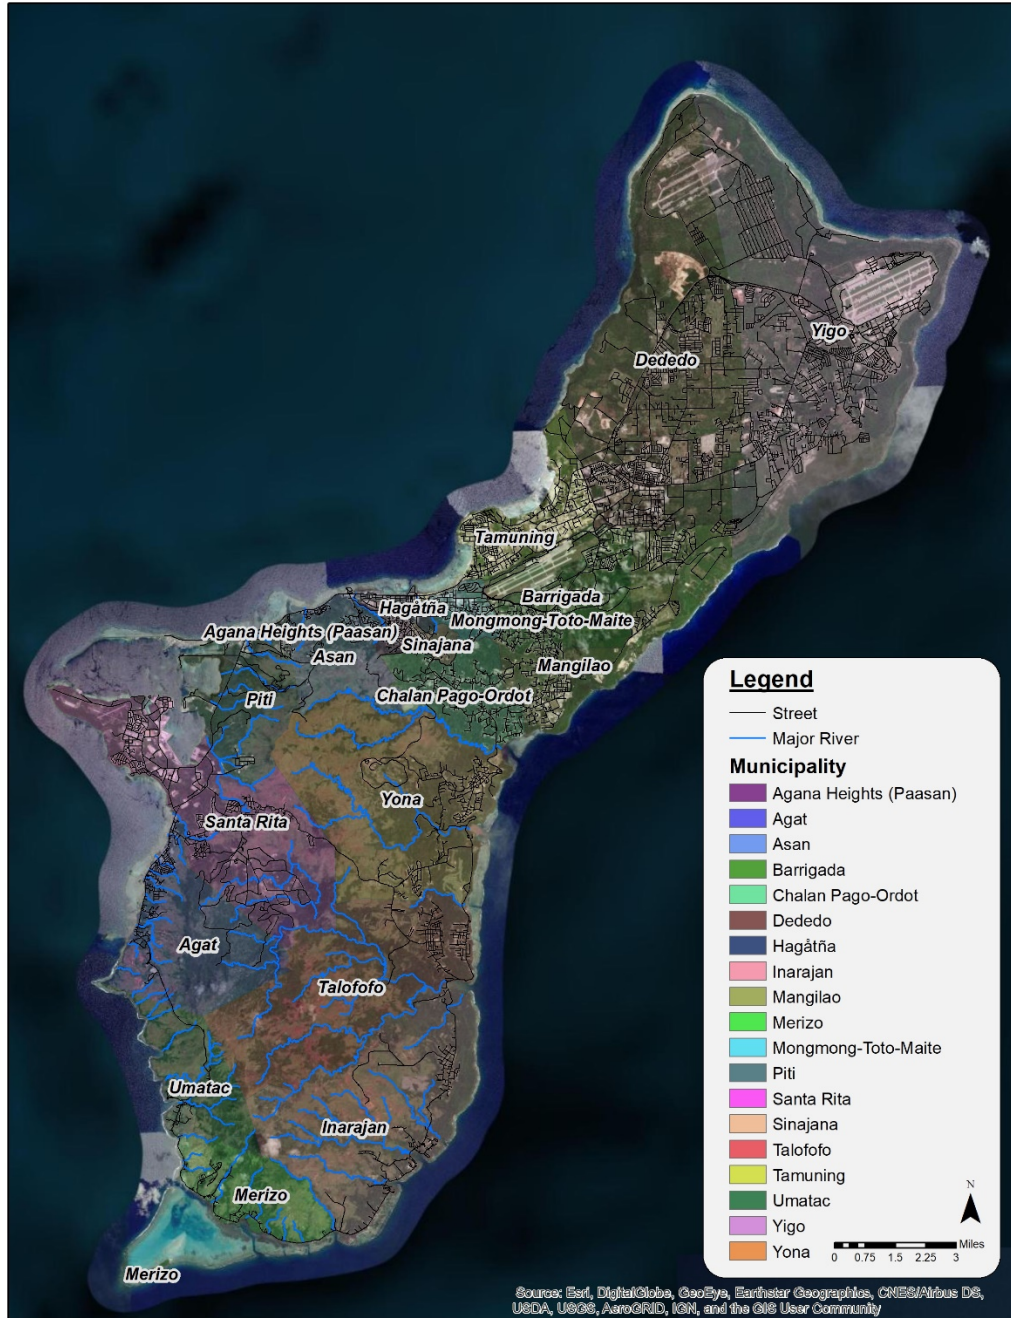 Yigo
Dededo
Tamuning
Barrigada
Hagåtña
Mongmong-Toto-Maite
Agana Heights (Paasan)
Sinajana
Asan
Mangilao
Chalan Pago-Ordot
Piti
Yona
Santa Rita
Agat
Talofofo
Umatac
Inarajan
Merizo
Merizo
Legend
Street
Major River
Municipality
Agana Heights (Paasan)
Agat
Asan
Barrigada
Chalan Pago-Ordot
Dededo
Hagåtña
Inarajan
Mangilao
Merizo
Mongmong-Toto-Maite
Piti
Santa Rita
Sinajana
Talofofo
Tamuning
Umatac
Yigo
Yona
N
Miles
0 0.75 1.5 2.25 3
Source: Esri, DigitalGlobe, GeoEye, Earthstar Geographics, CNES/Airbus DS,
USDA, USGS, AeroGRID, IGN, and the GIS User Community